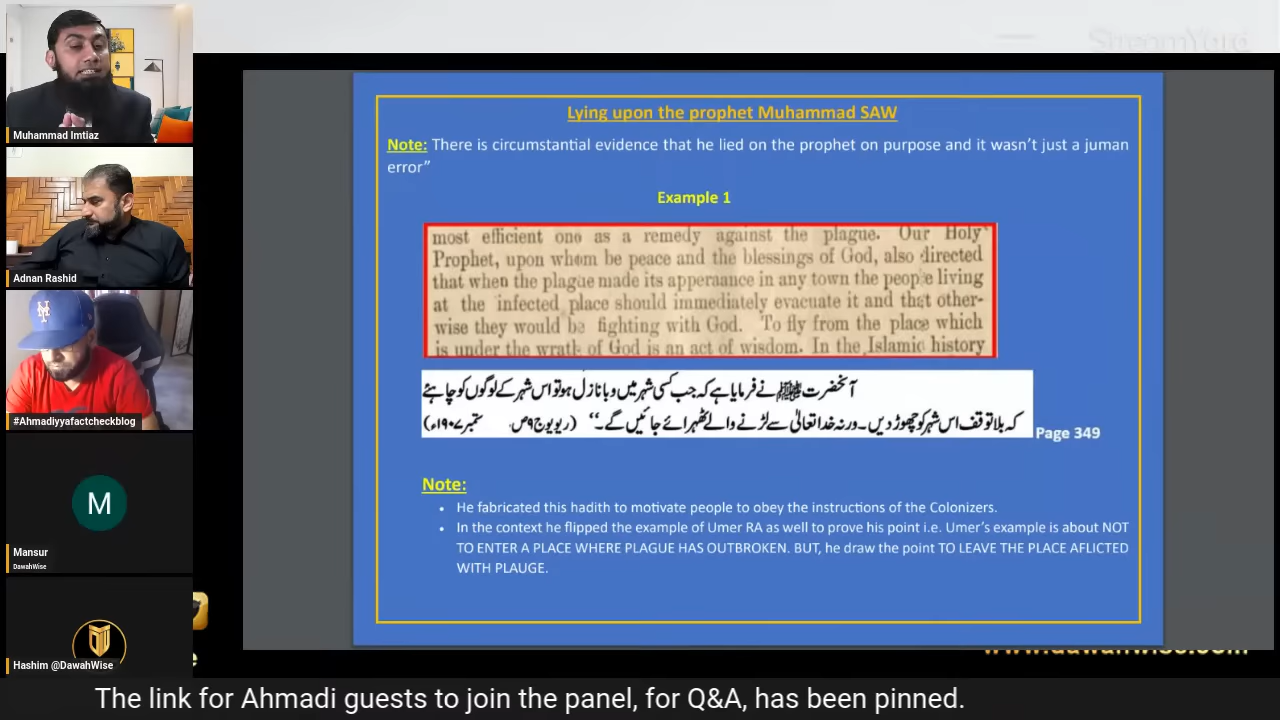 StreamYard
Muhammad Imtiaz
Adnan Rashid
#Ahmadiyyafactcheckblog
M
Mansur
DawahWise
Hashim @DawahWise
Lying upon the prophet Muhammad SAW
Note: There is circumstantial evidence that he lied on the prophet on purpose and it wasn't just a juman
error”
Example 1
most efficient one as a remedy against the plague. Our Holy
Prophet, upon whom be peace and the blessings of God, also directed
that when the plague made its apperaance in any town the people living
at the infected place should immediately evacuate it and that other-
wise they would be fighting with God. To fly from the place which
is under the wrath of God is an act of wisdom. In the Islamic history
آنحضرت ﷺ نے فرمایا ہے کہ جب کسی شہر میں وبا نازل ہو تو اس شہر کے لوگوں کو چاہئے
کہ بلا توقف اس شہر کو چھوڑ دیں۔ ورنہ خدا تعالیٰ سے لڑنے والے ٹھہرائے جائیں گے۔‘‘ (ریویو ج۹ ص ستمبر ۱۹۰۷ء)
Page 349
Note:
• He fabricated this hadith to motivate people to obey the instructions of the Colonizers.
• In the context he flipped the example of Umer RA as well to prove his point i.e. Umer's example is about NOT
TO ENTER A PLACE WHERE PLAGUE HAS OUTBROKEN. BUT, he draw the point TO LEAVE THE PLACE AFLICTED
WITH PLAUGE.
www.dawahwise.com
The link for Ahmadi guests to join the panel, for Q&A, has been pinned.